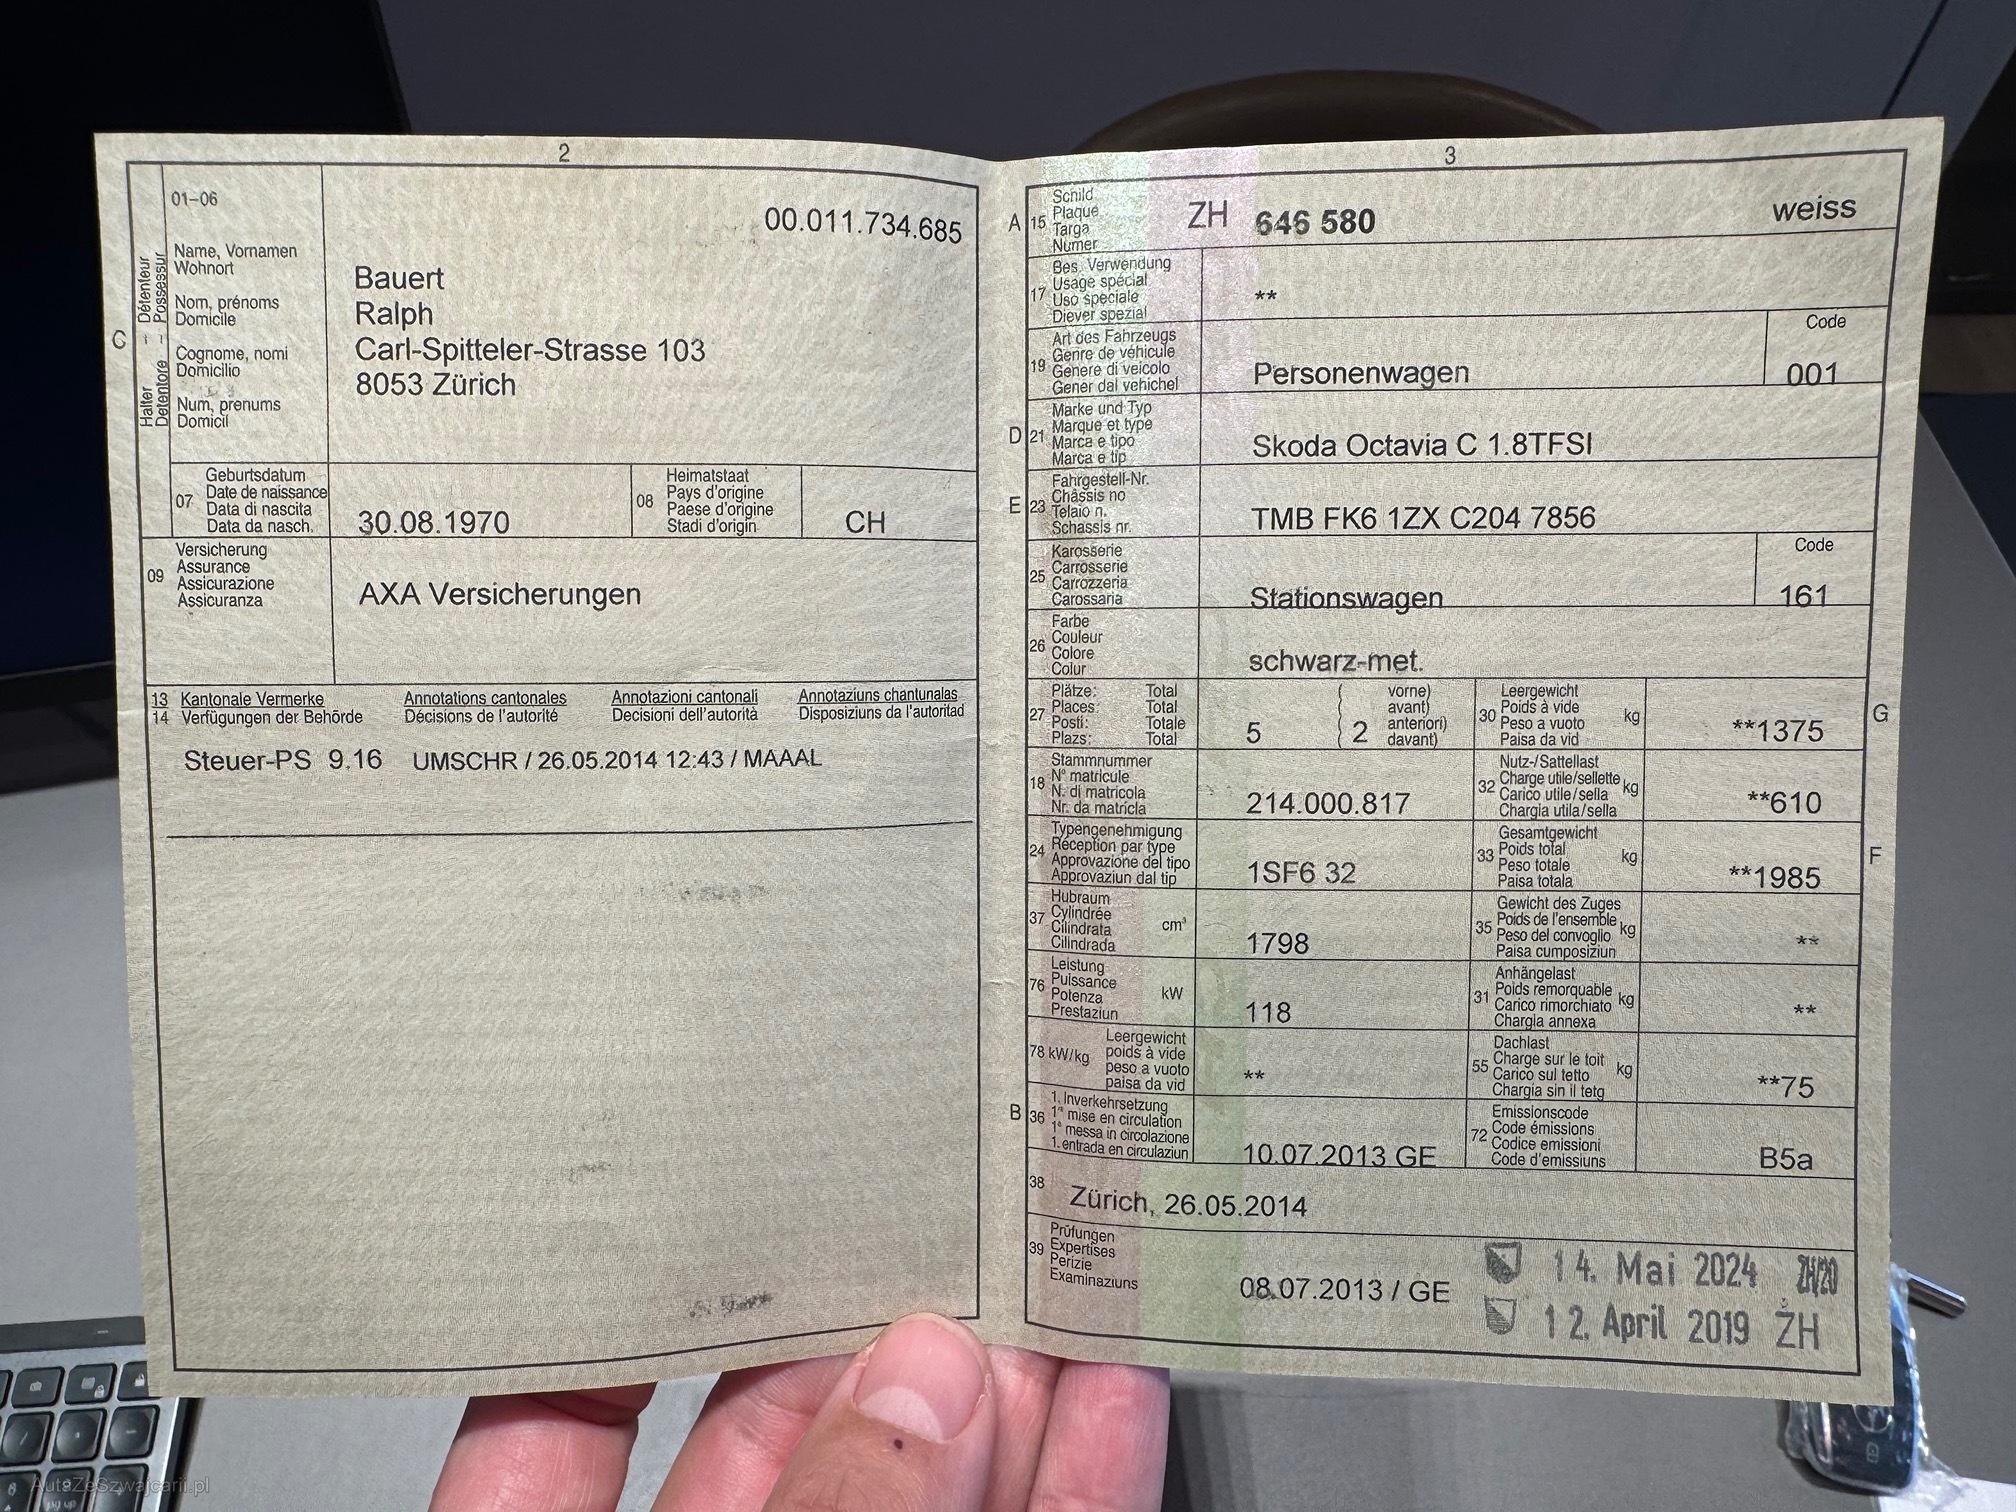 2
01–06
Name, Vornamen
Wohnort
Nom, prénoms
Domicile
Cognome, nomi
Domicilio
Num, prenums
Domicil
C
Halter – Détenteur
Detentore – Possessur
00.011.734.685
Bauert
Ralph
Carl-Spitteler-Strasse 103
8053 Zürich
07
Geburtsdatum
Date de naissance
Data di nascita
Data da nasch.
30.08.1970
08
Heimatstaat
Pays d'origine
Paese d'origine
Stadi d'origin
CH
09
Versicherung
Assurance
Assicurazione
Assicuranza
AXA Versicherungen
13 Kantonale Vermerke Annotations cantonales Annotazioni cantonali Annotaziuns chantunalas
14 Verfügungen der Behörde Décisions de l'autorité Decisioni dell'autorità Disposiziuns da l'autoritad
Steuer-PS 9.16 UMSCHR / 26.05.2014 12:43 / MAAAL
3
A 15
Schild
Plaque
Targa
Numer
ZH 646 580 weiss
17
Bes. Verwendung
Usage spécial
Uso speciale
Diever spezial
**
19
Art des Fahrzeugs
Genre de véhicule
Genere di veicolo
Gener dal vehichel
Personenwagen
Code
001
D 21
Marke und Typ
Marque et type
Marca e tipo
Marca e tip
Skoda Octavia C 1.8TFSI
E 23
Fahrgestell-Nr.
Châssis no
Telaio n.
Schassis nr.
TMB FK6 1ZX C204 7856
25
Karosserie
Carrosserie
Carrozzeria
Carossaria
Stationswagen
Code
161
26
Farbe
Couleur
Colore
Colur
schwarz-met.
27
Plätze: Total
Places: Total
Posti: Totale
Plazs: Total
5
( vorne)
avant)
anteriori)
( 2 davant)
30
Leergewicht
Poids à vide
Peso a vuoto
Paisa da vid
kg
**1375
G
18
Stammnummer
N° matricule
N. di matricola
Nr. da matricla
214.000.817
32
Nutz-/Sattellast
Charge utile/sellette
Carico utile/sella
Chargia utila/sella
kg
**610
24
Typengenehmigung
Réception par type
Approvazione del tipo
Approvaziun dal tip
1SF6 32
33
Gesamtgewicht
Poids total
Peso totale
Paisa totala
kg
**1985
F
37
Hubraum
Cylindrée
Cilindrata
Cilindrada
cm³
1798
35
Gewicht des Zuges
Poids de l'ensemble
Peso del convoglio
Paisa cumposiziun
kg
**
76
Leistung
Puissance
Potenza
Prestaziun
kW
118
31
Anhängelast
Poids remorquable
Carico rimorchiato
Chargia annexa
kg
**
78 kW/kg
Leergewicht
poids à vide
peso a vuoto
paisa da vid
**
55
Dachlast
Charge sur le toit
Carico sul tetto
Chargia sin il tetg
kg
**75
B 36
1. Inverkehrsetzung
1re mise en circulation
1a messa in circolazione
1. entrada en circulaziun
10.07.2013 GE
72
Emissionscode
Code émissions
Codice emissioni
Code d'emissiuns
B5a
38
Zürich, 26.05.2014
39
Prüfungen
Expertises
Perizie
Examinaziuns
08.07.2013 / GE
14. Mai 2024 ZH/20
12. April 2019 ZH
AutaZeSzwajcarii.pl